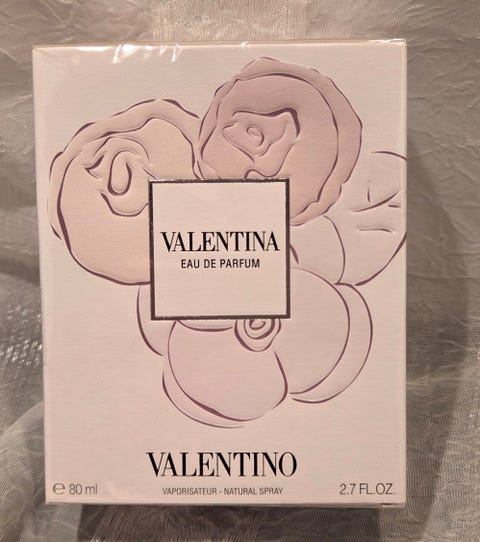 VALENTINA
EAU DE PARFUM
VALENTINO
℮ 80 ml
VAPORISATEUR - NATURAL SPRAY
2.7 FL.OZ.